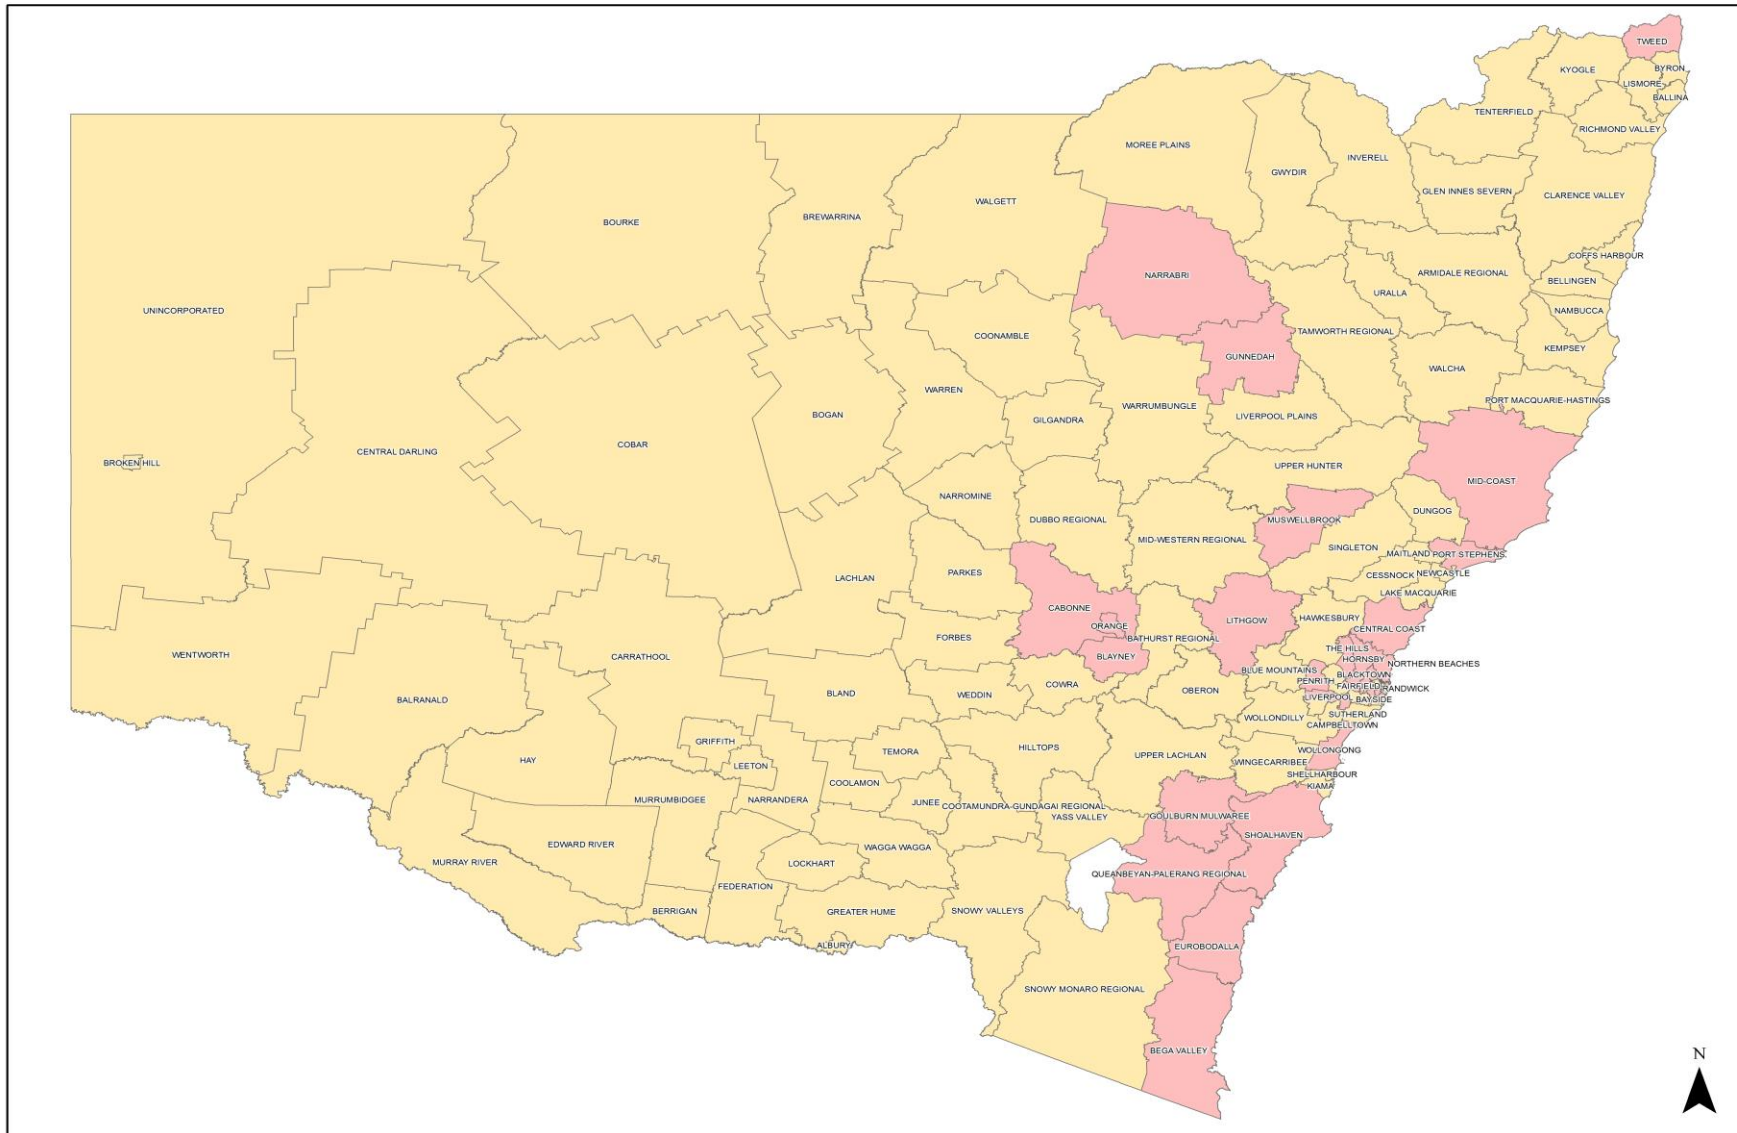 TWEED
KYOGLE
BYRON
LISMORE
BALLINA
TENTERFIELD
RICHMOND VALLEY
MOREE PLAINS
INVERELL
GWYDIR
GLEN INNES SEVERN
CLARENCE VALLEY
WALGETT
BREWARRINA
BOURKE
COFFS HARBOUR
NARRABRI
ARMIDALE REGIONAL
BELLINGEN
URALLA
UNINCORPORATED
NAMBUCCA
TAMWORTH REGIONAL
COONAMBLE
KEMPSEY
GUNNEDAH
WALCHA
WARREN
PORT MACQUARIE-HASTINGS
WARRUMBUNGLE
BOGAN
LIVERPOOL PLAINS
GILGANDRA
COBAR
CENTRAL DARLING
BROKEN HILL
UPPER HUNTER
MID-COAST
NARROMINE
DUNGOG
DUBBO REGIONAL
MUSWELLBROOK
MID-WESTERN REGIONAL
SINGLETON
MAITLAND
PORT STEPHENS
PARKES
LACHLAN
CESSNOCK
NEWCASTLE
LAKE MACQUARIE
CABONNE
LITHGOW
HAWKESBURY
ORANGE
CENTRAL COAST
FORBES
BATHURST REGIONAL
THE HILLS
WENTWORTH
CARRATHOOL
BLAYNEY
HORNSBY
NORTHERN BEACHES
BLUE MOUNTAINS
BLACKTOWN
PENRITH
COWRA
FAIRFIELD
RANDWICK
OBERON
BLAND
WEDDIN
LIVERPOOL
BAYSIDE
BALRANALD
SUTHERLAND
WOLLONDILLY
CAMPBELLTOWN
GRIFFITH
HILLTOPS
TEMORA
WOLLONGONG
UPPER LACHLAN
HAY
WINGECARRIBEE
LEETON
SHELLHARBOUR
COOLAMON
KIAMA
MURRUMBIDGEE
NARRANDERA
JUNEE
COOTAMUNDRA-GUNDAGAI REGIONAL
YASS VALLEY
GOULBURN MULWAREE
SHOALHAVEN
EDWARD RIVER
WAGGA WAGGA
MURRAY RIVER
LOCKHART
QUEANBEYAN-PALERANG REGIONAL
FEDERATION
BERRIGAN
GREATER HUME
SNOWY VALLEYS
ALBURY
EUROBODALLA
SNOWY MONARO REGIONAL
BEGA VALLEY
N